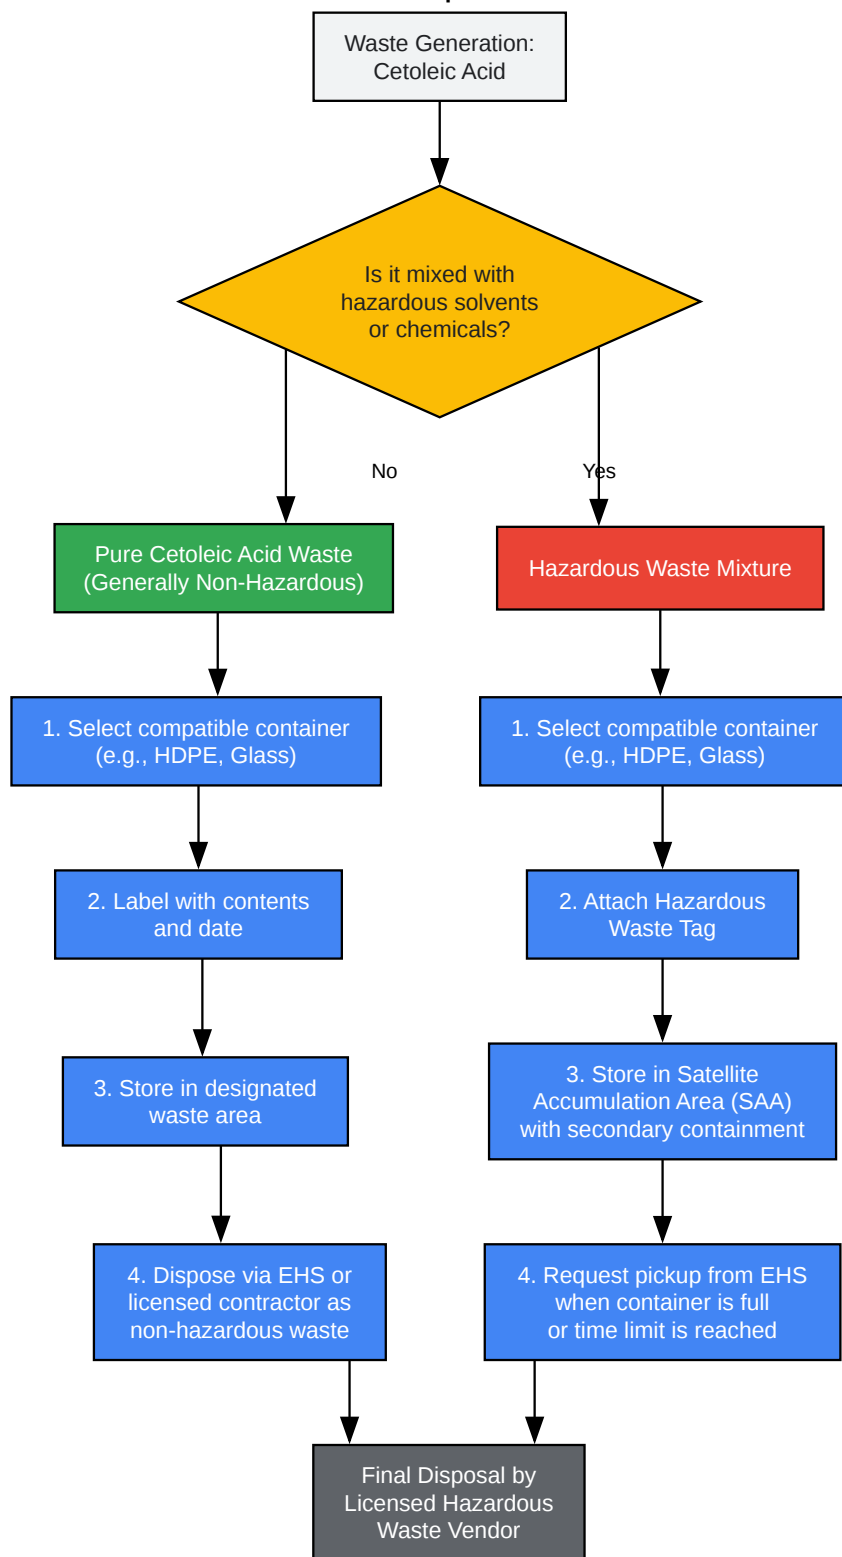 Waste Generation:
Cetoleic Acid
Is it mixed with
hazardous solvents
or chemicals?
No
Yes
Pure Cetoleic Acid Waste
(Generally Non-Hazardous)
Hazardous Waste Mixture
1. Select compatible container
(e.g., HDPE, Glass)
1. Select compatible container
(e.g., HDPE, Glass)
2. Label with contents
and date
2. Attach Hazardous
Waste Tag
3. Store in designated
waste area
3. Store in Satellite
Accumulation Area (SAA)
with secondary containment
4. Dispose via EHS or
licensed contractor as
non-hazardous waste
4. Request pickup from EHS
when container is full
or time limit is reached
Final Disposal by
Licensed Hazardous
Waste Vendor